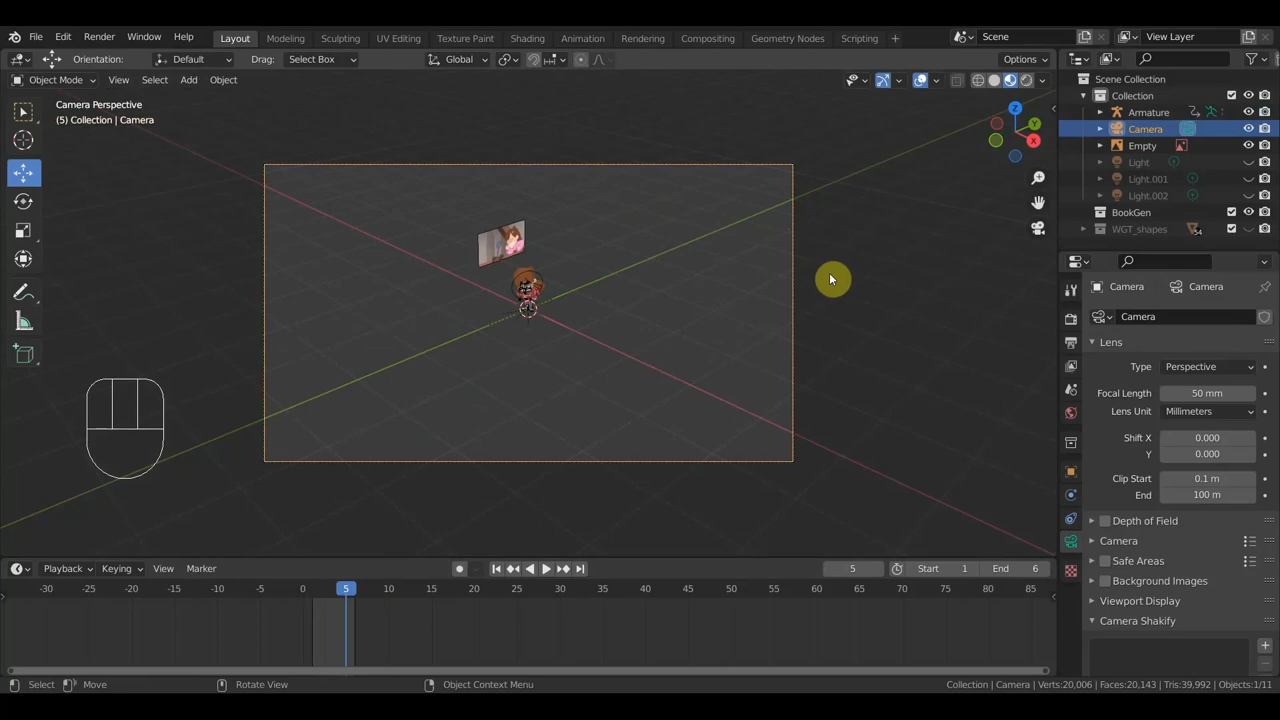 File Edit Render Window Help Layout Modeling Sculpting UV Editing Texture Paint Shading Animation Rendering Compositing Geometry Nodes Scripting + Scene View Layer
Orientation: Default Drag: Select Box Global Options
Object Mode View Select Add Object
Camera Perspective
(5) Collection | Camera
Z
Y
X
Scene Collection
Collection
Armature
Camera
Empty
Light
Light.001
Light.002
BookGen
WGT_shapes
54
Camera Camera
Camera
Lens
Type Perspective
Focal Length 50 mm
Lens Unit Millimeters
Shift X 0.000
Y 0.000
Clip Start 0.1 m
End 100 m
Depth of Field
Camera
Safe Areas
Background Images
Viewport Display
Camera Shakify
Playback Keying View Marker 5 Start 1 End 6
-30 -25 -20 -15 -10 -5 0 5 10 15 20 25 30 35 40 45 50 55 60 65 70 75 80 85
Select Move Rotate View Object Context Menu Collection | Camera | Verts:20,006 | Faces:20,143 | Tris:39,992 | Objects:1/11